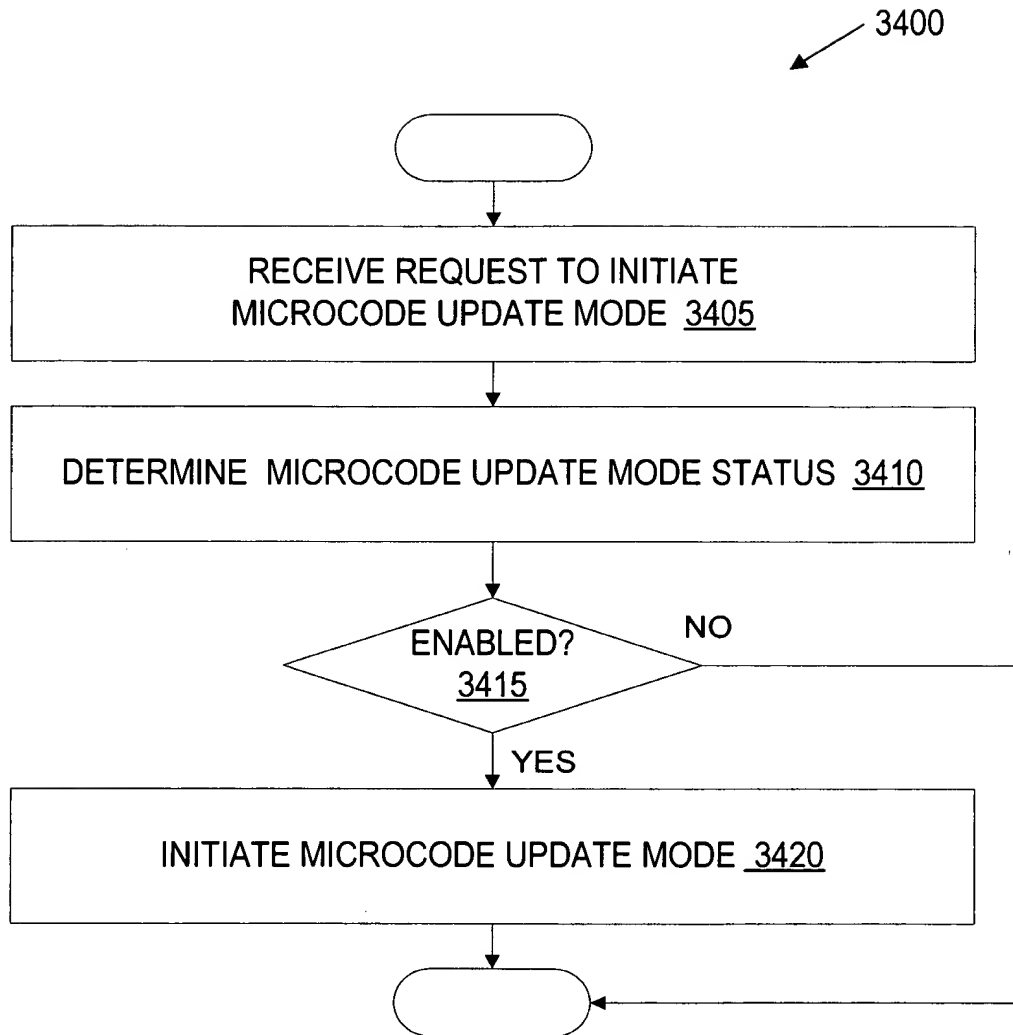 3400
RECEIVE REQUEST TO INITIATE
MICROCODE UPDATE MODE 3405
DETERMINE MICROCODE UPDATE MODE STATUS 3410
ENABLED?
3415
NO
YES
INITIATE MICROCODE UPDATE MODE 3420